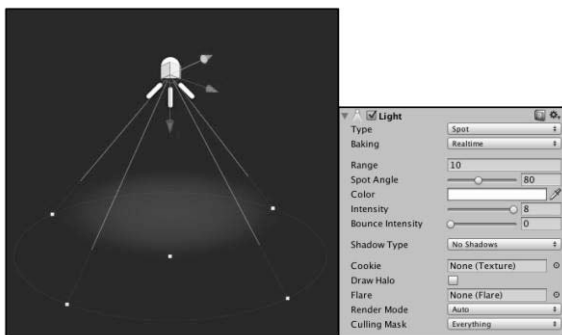 Light
Type Spot
Baking Realtime
Range 10
Spot Angle 80
Color
Intensity 8
Bounce Intensity 0
Shadow Type No Shadows
Cookie None (Texture)
Draw Halo
Flare None (Flare)
Render Mode Auto
Culling Mask Everything